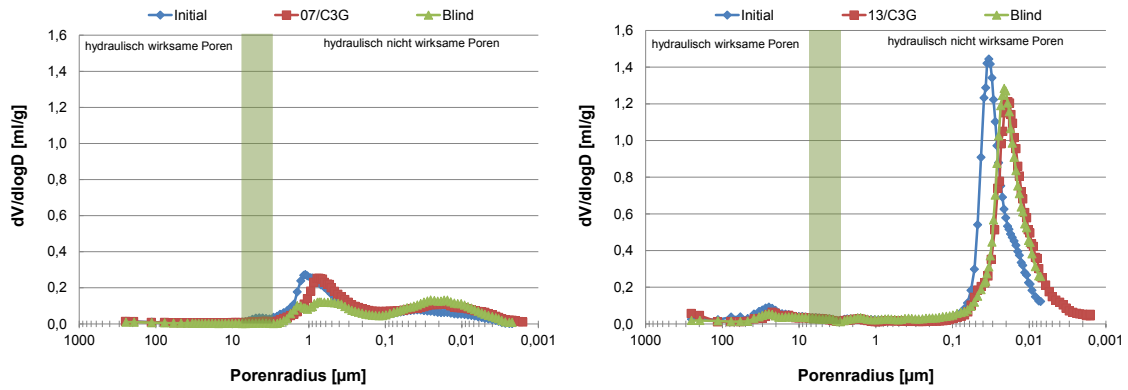 Initial 07/C3G Blind
hydraulisch wirksame Poren hydraulisch nicht wirksame Poren
1,6
1,4
1,2
1,0
0,8
0,6
0,4
0,2
0,0
dV/dlogD [ml/g]
1000 100 10 1 0,1 0,01 0,001
Porenradius [µm]
Initial 13/C3G Blind
hydraulisch wirksame Poren hydraulisch nicht wirksame Poren
1,6
1,4
1,2
1,0
0,8
0,6
0,4
0,2
0,0
dV/dlogD [ml/g]
1000 100 10 1 0,1 0,01 0,001
Porenradius [µm]